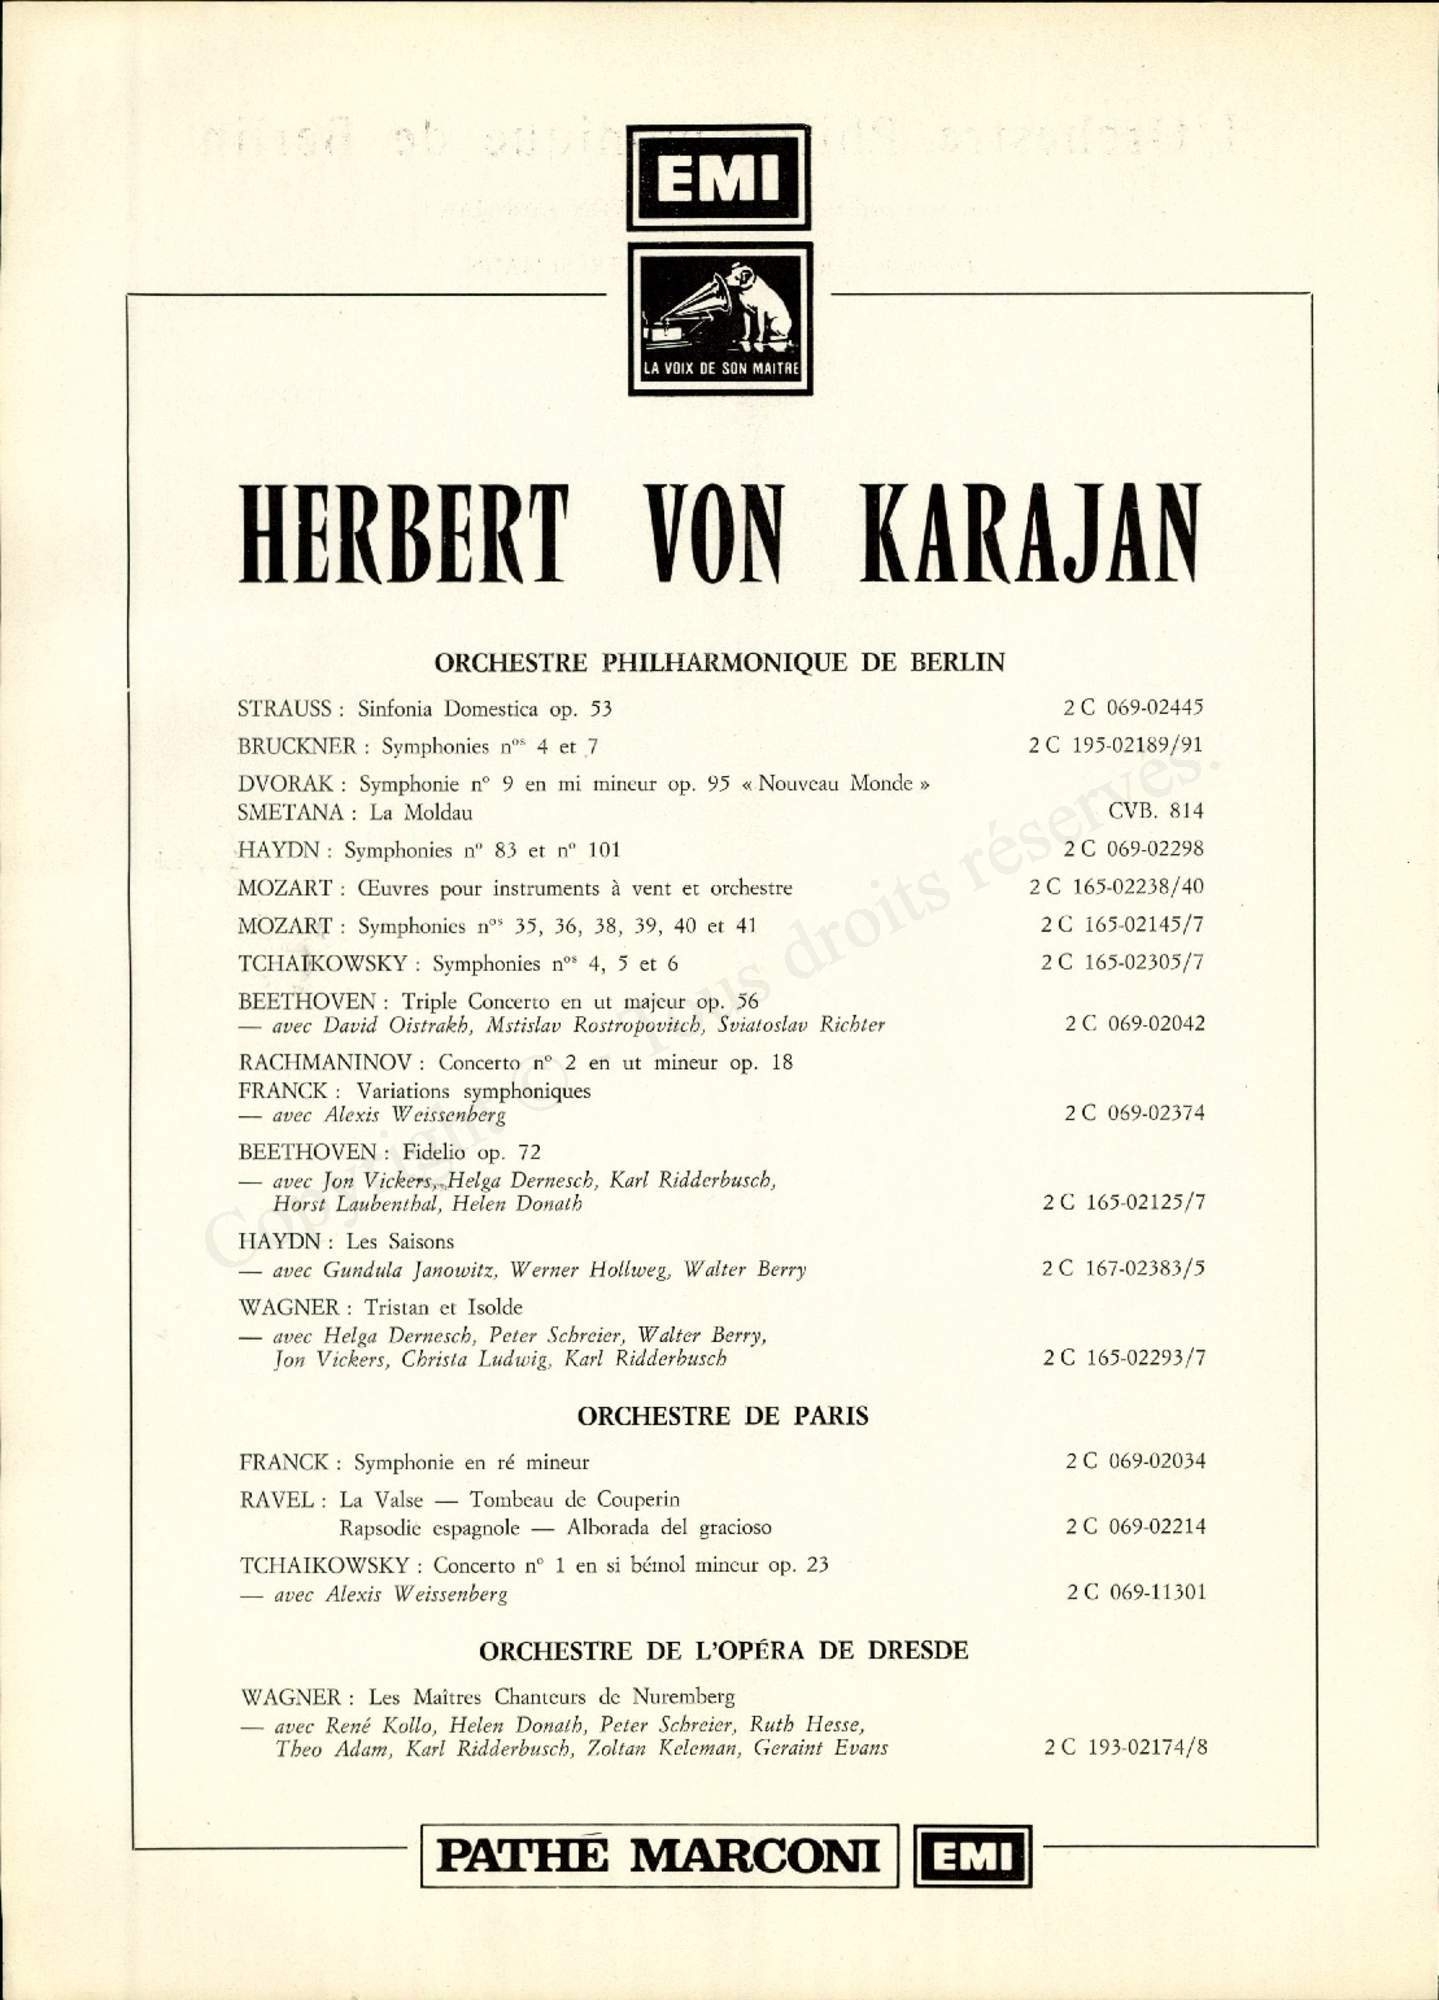 EMI
LA VOIX DE SON MAITRE
HERBERT VON KARAJAN
ORCHESTRE PHILHARMONIQUE DE BERLIN
STRAUSS : Sinfonia Domestica op. 53 2 C 069-02445
BRUCKNER : Symphonies nos 4 et 7 2 C 195-02189/91
DVORAK : Symphonie n° 9 en mi mineur op. 95 « Nouveau Monde »
SMETANA : La Moldau CVB. 814
HAYDN : Symphonies n° 83 et n° 101 2 C 069-02298
MOZART : Œuvres pour instruments à vent et orchestre 2 C 165-02238/40
MOZART : Symphonies nos 35, 36, 38, 39, 40 et 41 2 C 165-02145/7
TCHAIKOWSKY : Symphonies nos 4, 5 et 6 2 C 165-02305/7
BEETHOVEN : Triple Concerto en ut majeur op. 56
— avec David Oistrakh, Mstislav Rostropovitch, Sviatoslav Richter 2 C 069-02042
RACHMANINOV : Concerto n° 2 en ut mineur op. 18
FRANCK : Variations symphoniques
— avec Alexis Weissenberg 2 C 069-02374
BEETHOVEN : Fidelio op. 72
— avec Jon Vickers, Helga Dernesch, Karl Ridderbusch,
Horst Laubenthal, Helen Donath 2 C 165-02125/7
HAYDN : Les Saisons
— avec Gundula Janowitz, Werner Hollweg, Walter Berry 2 C 167-02383/5
WAGNER : Tristan et Isolde
— avec Helga Dernesch, Peter Schreier, Walter Berry,
Jon Vickers, Christa Ludwig, Karl Ridderbusch 2 C 165-02293/7
ORCHESTRE DE PARIS
FRANCK : Symphonie en ré mineur 2 C 069-02034
RAVEL : La Valse — Tombeau de Couperin
Rapsodie espagnole — Alborada del gracioso 2 C 069-02214
TCHAIKOWSKY : Concerto n° 1 en si bémol mineur op. 23
— avec Alexis Weissenberg 2 C 069-11301
ORCHESTRE DE L'OPÉRA DE DRESDE
WAGNER : Les Maîtres Chanteurs de Nuremberg
— avec René Kollo, Helen Donath, Peter Schreier, Ruth Hesse,
Theo Adam, Karl Ridderbusch, Zoltan Keleman, Geraint Evans 2 C 193-02174/8
PATHÉ MARCONI EMI
Copyright © - Tous droits réservés.